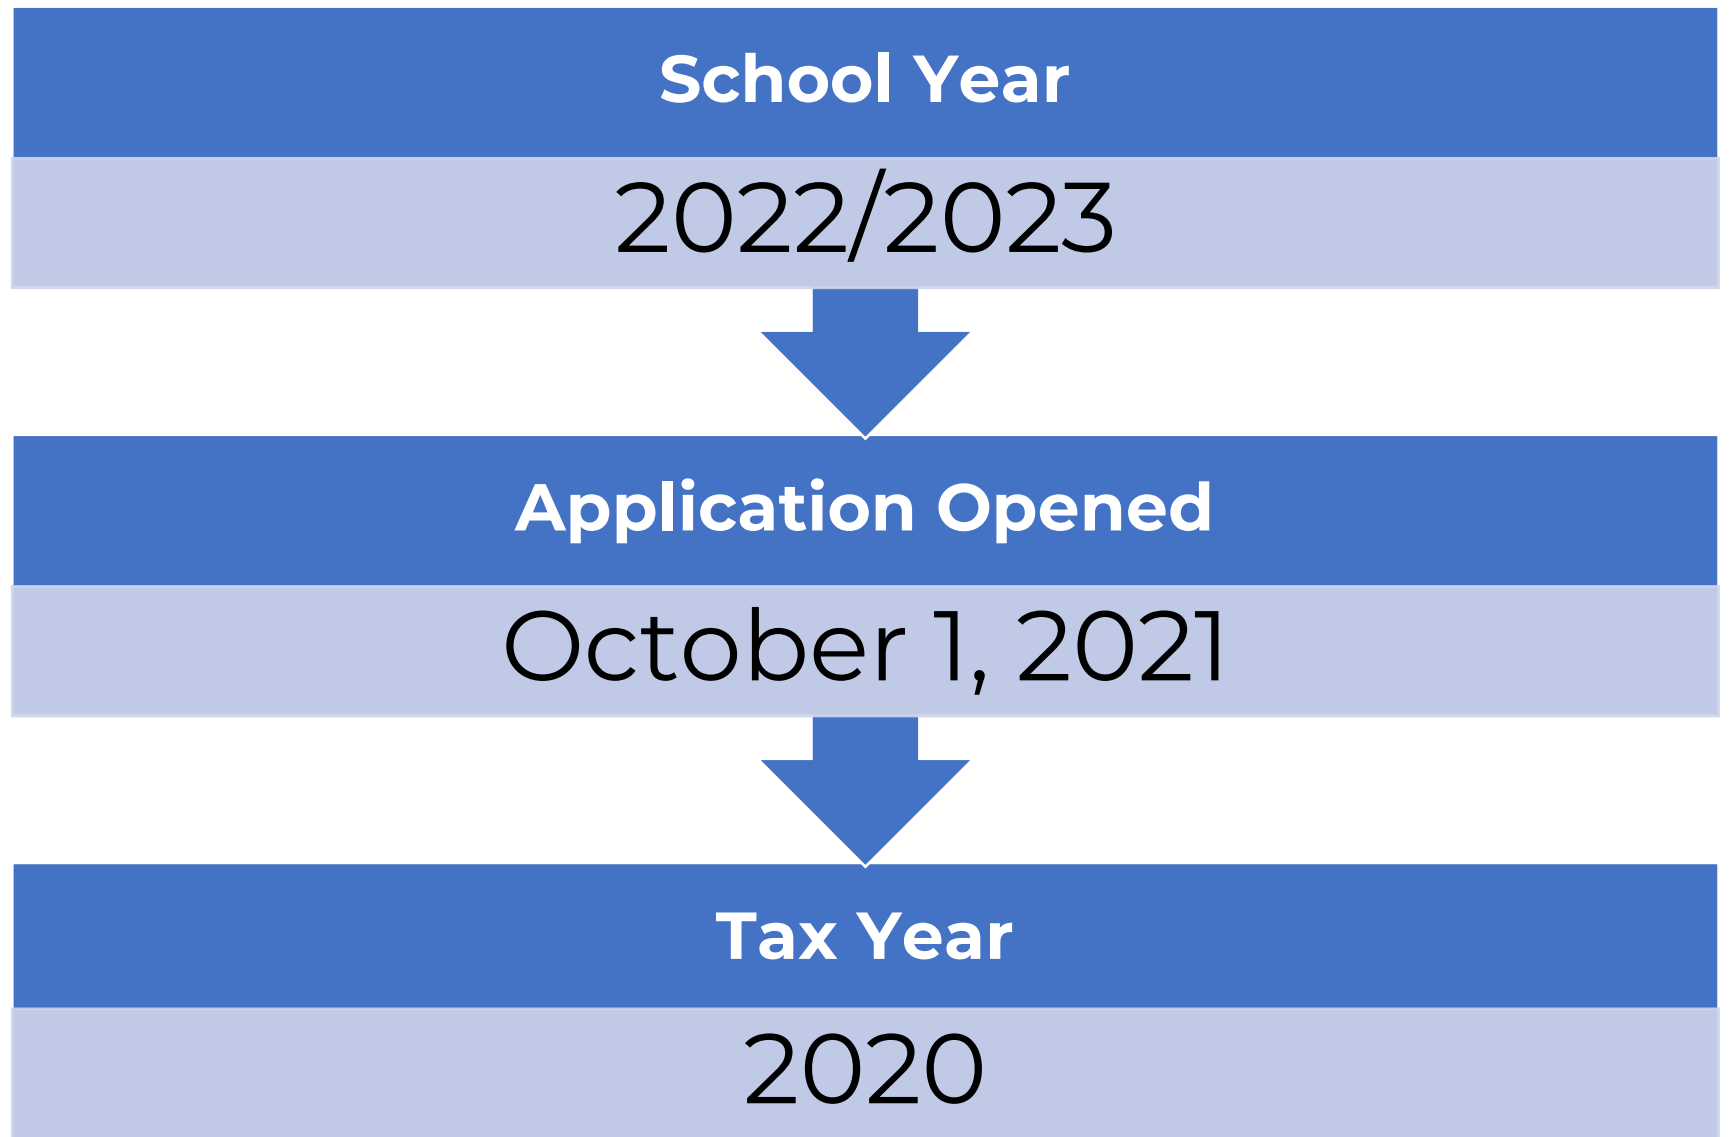 School Year
2022/2023
Application Opened
October 1, 2021
Tax Year
2020